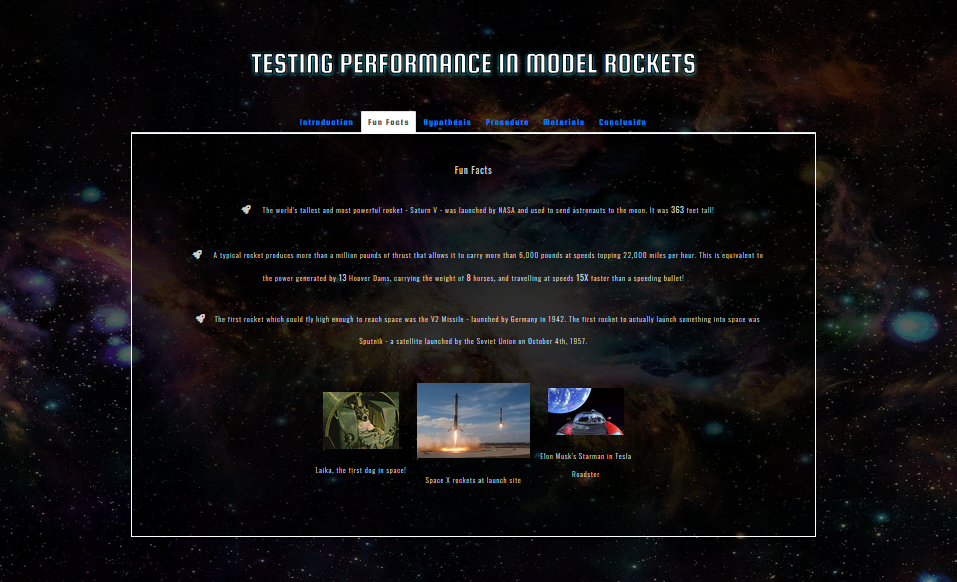 TESTING PERFORMANCE IN MODEL ROCKETS
Introduction Fun Facts Hypothesis Procedure Materials Conclusion
Fun Facts
The world's tallest and most powerful rocket - Saturn V - was launched by NASA and used to send astronauts to the moon. It was 363 feet tall!
A typical rocket produces more than a million pounds of thrust that allows it to carry more than 6,000 pounds at speeds topping 22,000 miles per hour. This is equivalent to
the power generated by 13 Hoover Dams, carrying the weight of 8 horses, and travelling at speeds 15X faster than a speeding bullet!
The first rocket which could fly high enough to reach space was the V2 Missile - launched by Germany in 1942. The first rocket to actually launch something into space was
Sputnik - a satellite launched by the Soviet Union on October 4th, 1957.
Laika, the first dog in space!
Space X rockets at launch site
Elon Musk's Starman in Tesla
Roadster